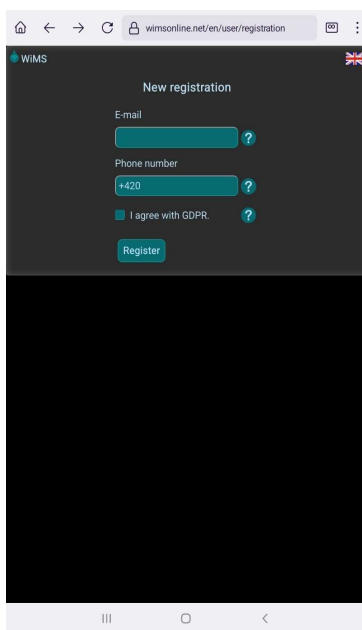 wimsonline.net/en/user/registration
WiMS
New registration
E-mail
?
Phone number
+420
?
I agree with GDPR.
?
Register